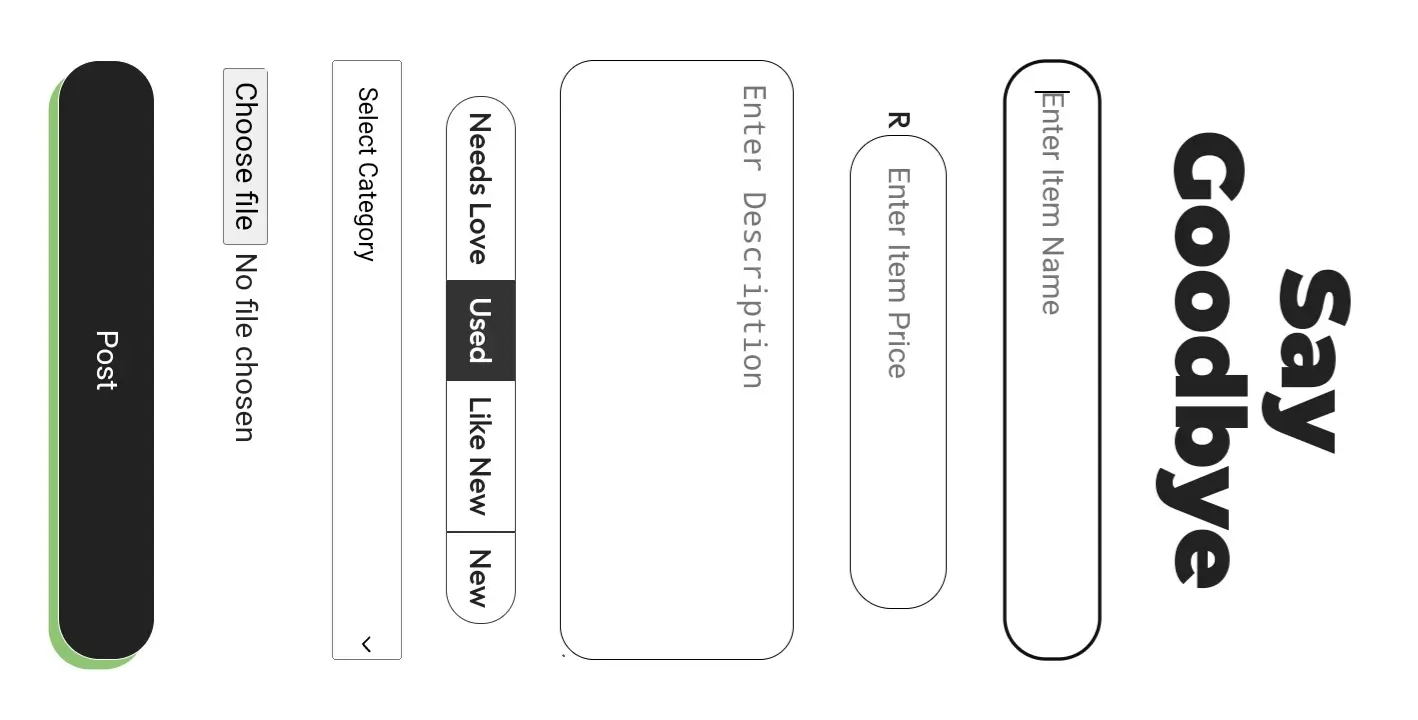 Say
Goodbye
Enter Item Name
R
Enter Item Price
Enter Description
Needs Love
Used
Like New
New
Select Category
Choose file No file chosen
Post